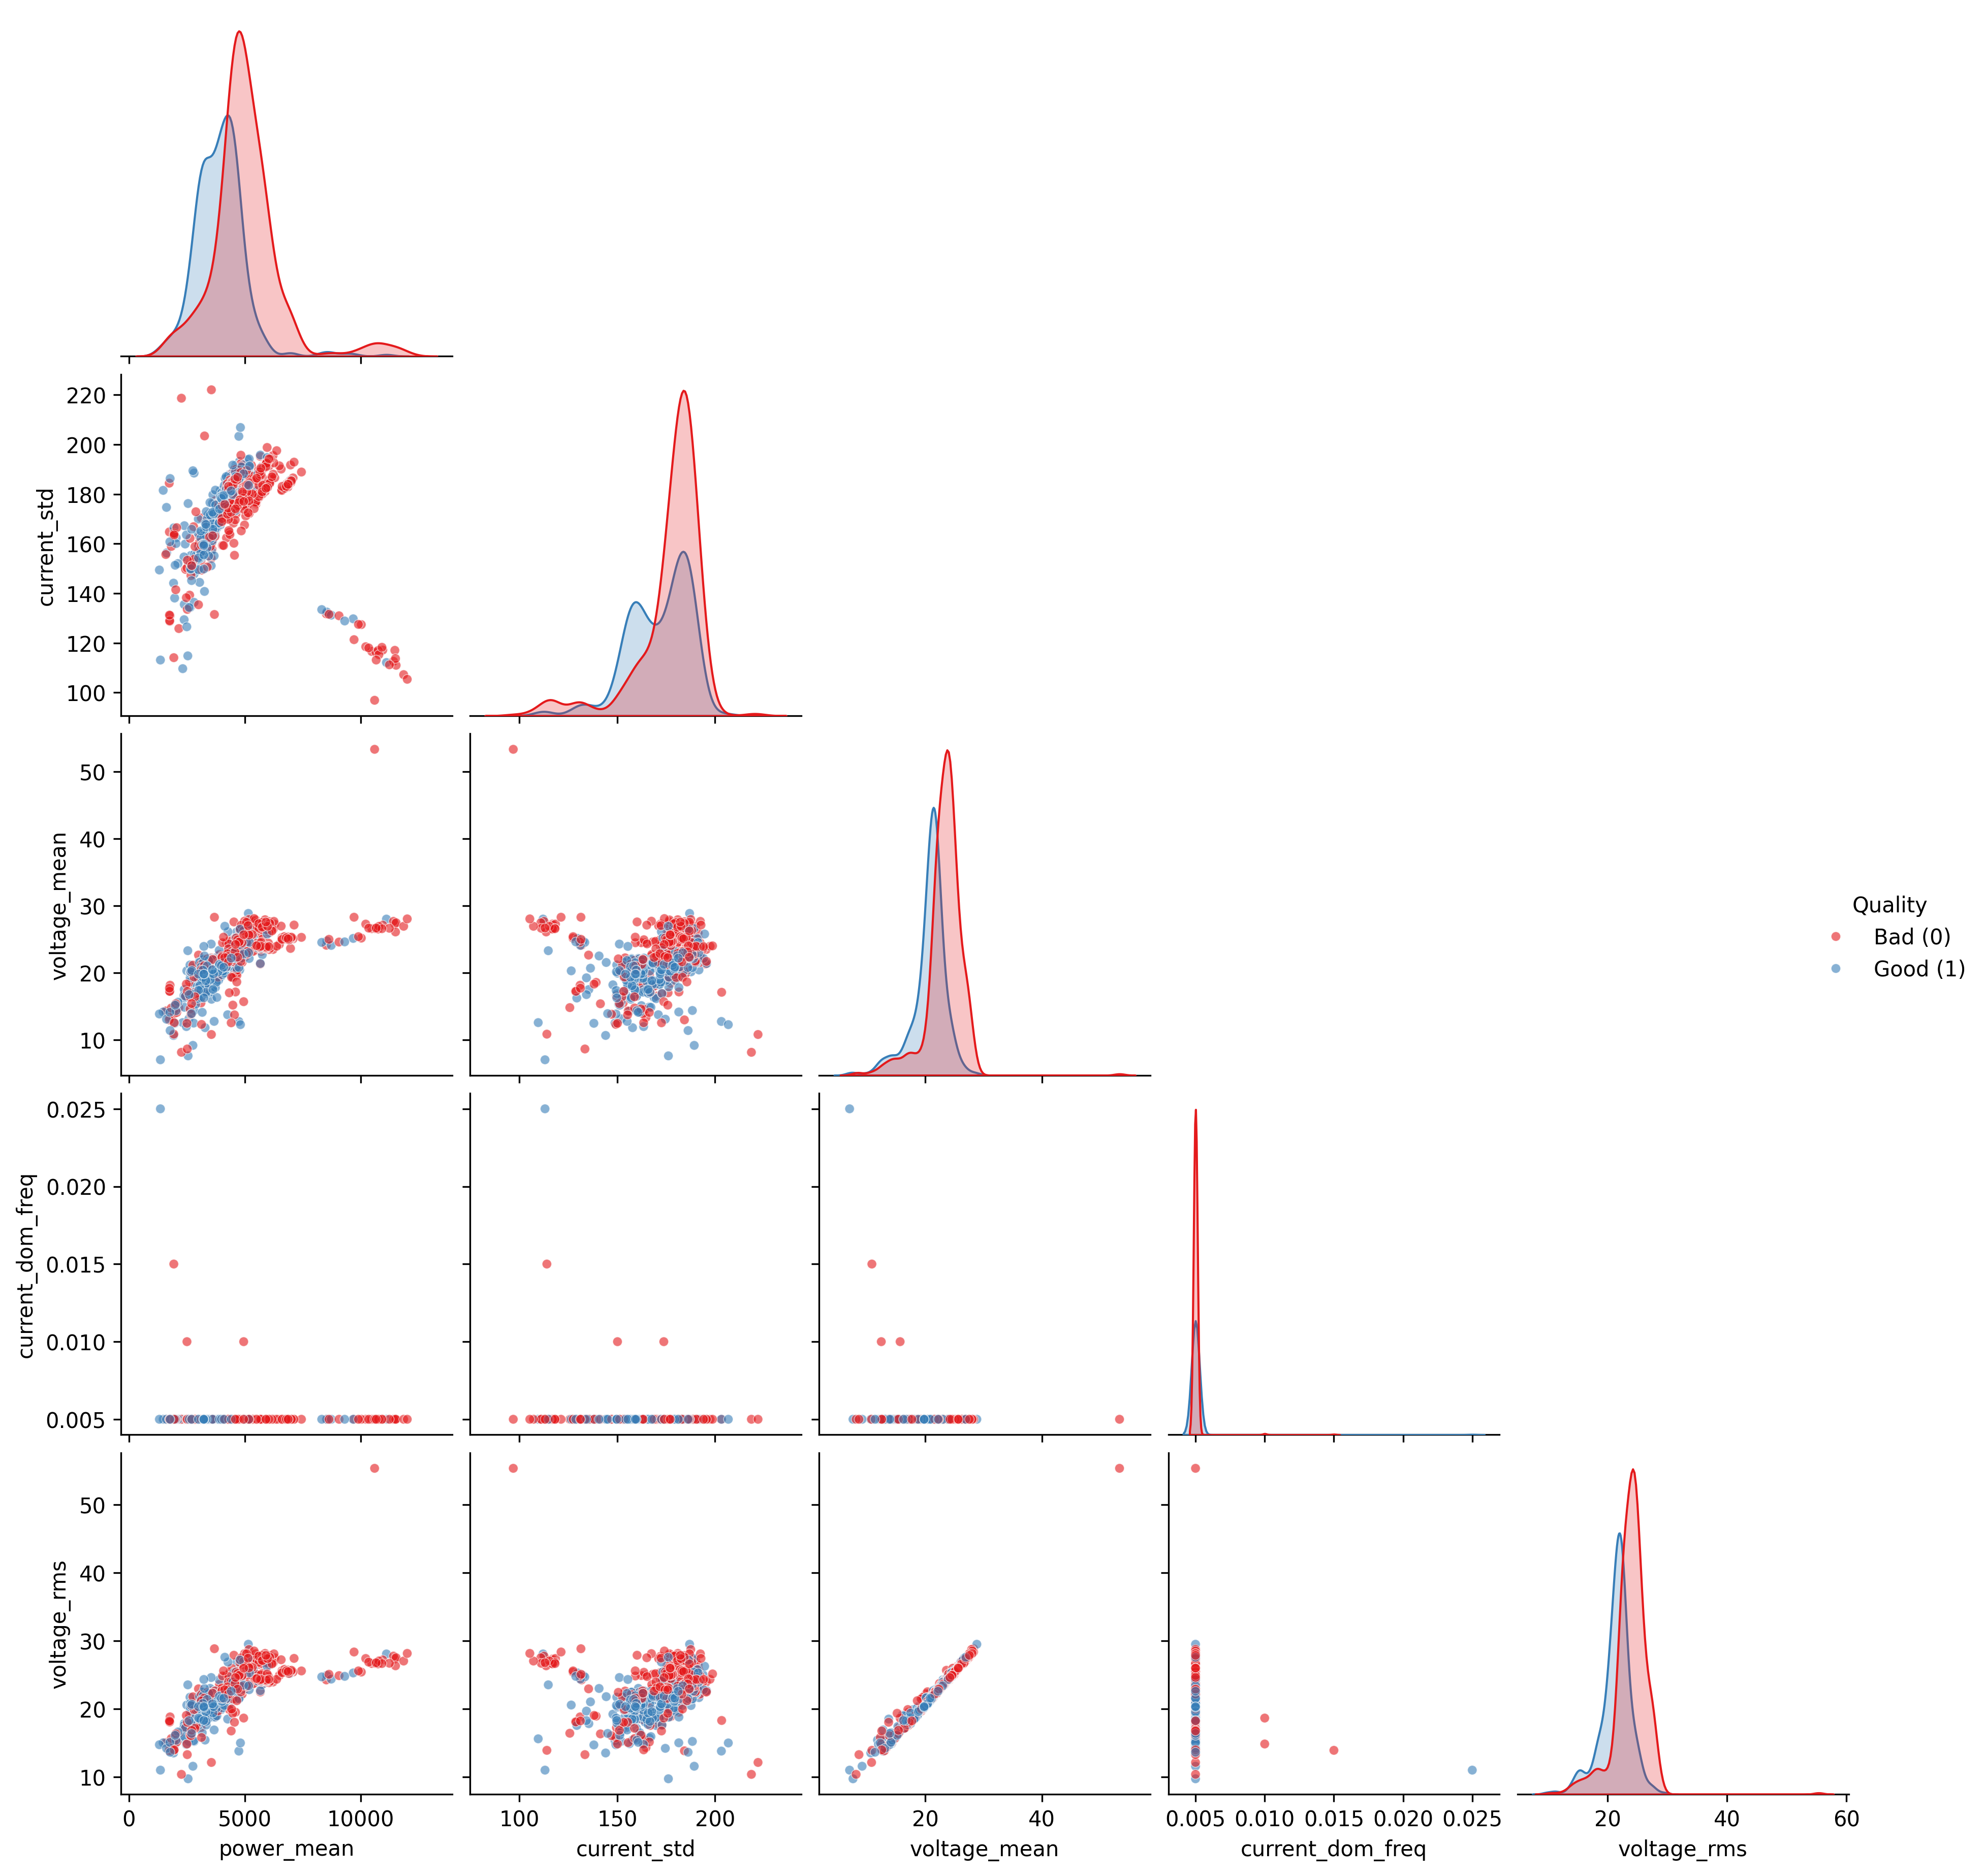 220
200
180
160
140
120
100
current_std
50
40
30
20
10
voltage_mean
Quality
Bad (0)
Good (1)
0.025
0.020
0.015
0.010
0.005
current_dom_freq
50
40
30
20
10
voltage_rms
0 5000 10000
power_mean
100 150 200
current_std
20 40
voltage_mean
0.005 0.010 0.015 0.020 0.025
current_dom_freq
20 40 60
voltage_rms